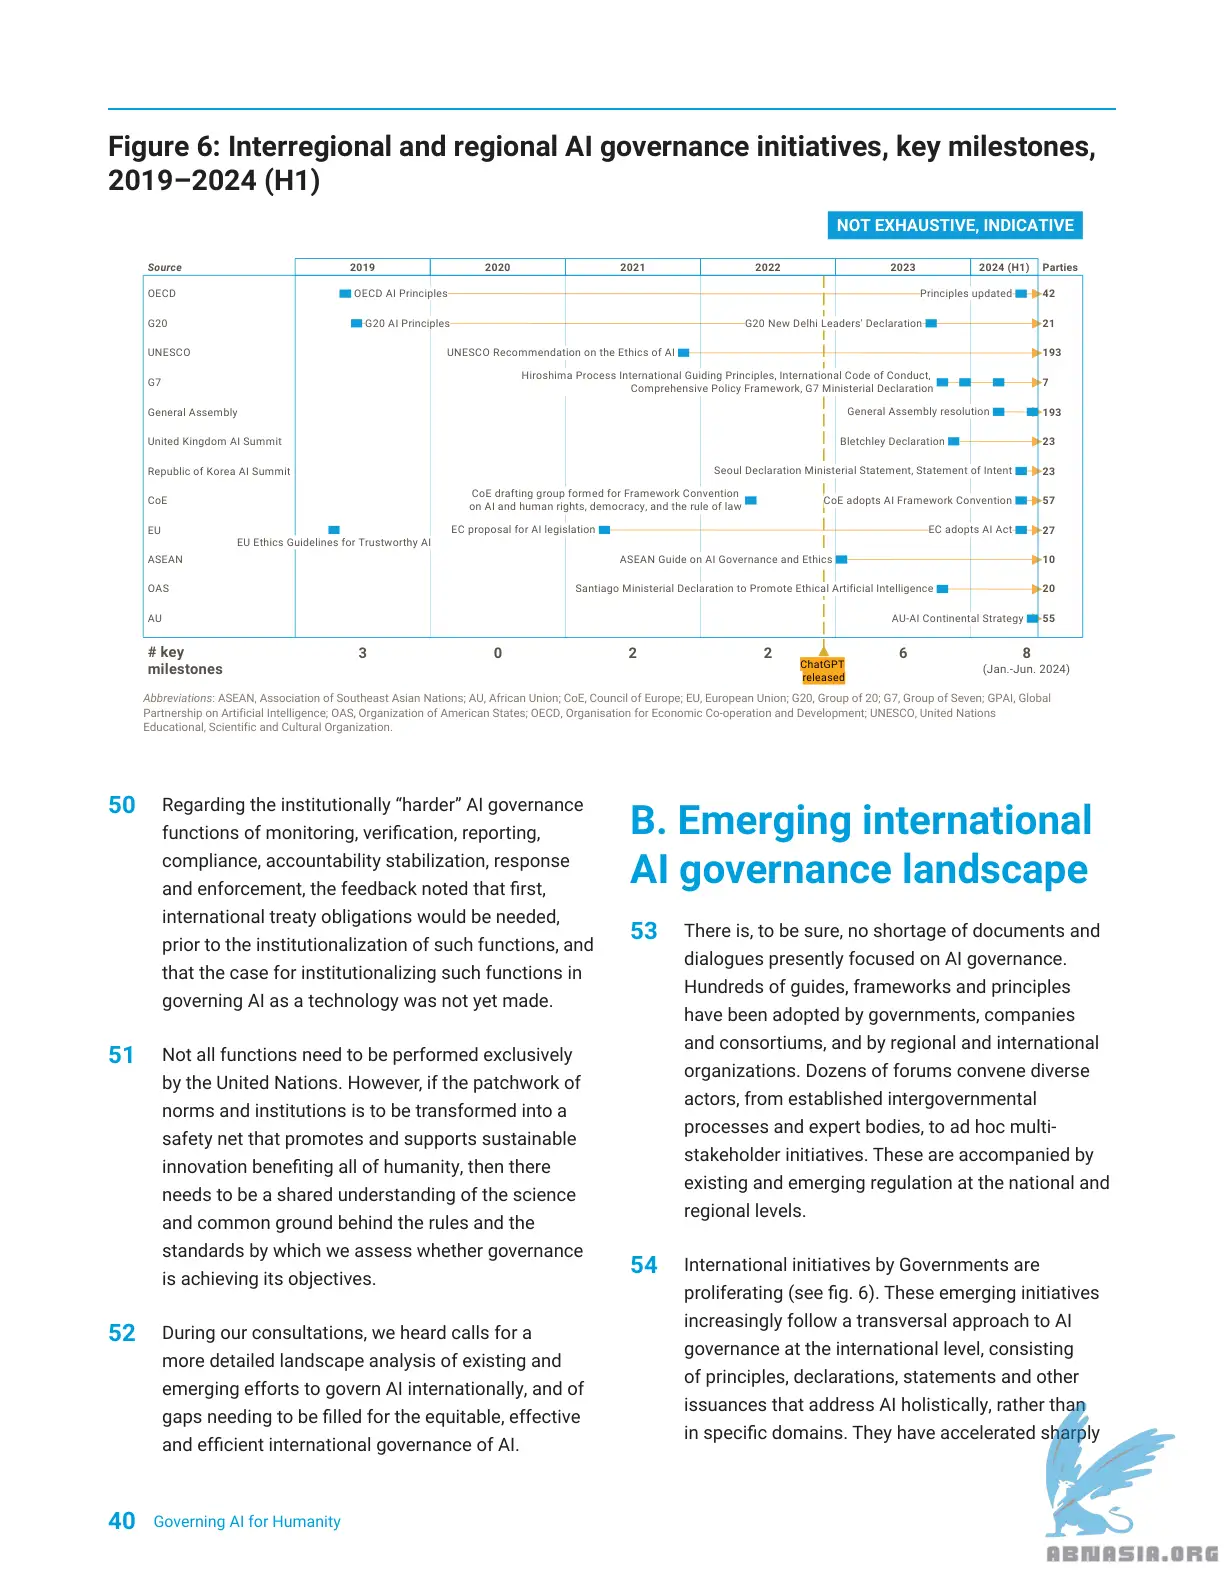 Figure 6: Interregional and regional AI governance initiatives, key milestones,
2019–2024 (H1)
NOT EXHAUSTIVE, INDICATIVE
Source 2019 2020 2021 2022 2023 2024 (H1) Parties
OECD OECD AI Principles Principles updated 42
G20 G20 AI Principles G20 New Delhi Leaders' Declaration 21
UNESCO UNESCO Recommendation on the Ethics of AI 193
G7 Hiroshima Process International Guiding Principles, International Code of Conduct,
Comprehensive Policy Framework, G7 Ministerial Declaration 7
General Assembly General Assembly resolution 193
United Kingdom AI Summit Bletchley Declaration 23
Republic of Korea AI Summit Seoul Declaration Ministerial Statement, Statement of Intent 23
CoE CoE drafting group formed for Framework Convention
on AI and human rights, democracy, and the rule of law CoE adopts AI Framework Convention 57
EU EC proposal for AI legislation EC adopts AI Act 27
EU Ethics Guidelines for Trustworthy AI
ASEAN ASEAN Guide on AI Governance and Ethics 10
OAS Santiago Ministerial Declaration to Promote Ethical Artificial Intelligence 20
AU AU-AI Continental Strategy 55
# key
milestones 3 0 2 2 6 8
(Jan.-Jun. 2024)
ChatGPT
released
Abbreviations: ASEAN, Association of Southeast Asian Nations; AU, African Union; CoE, Council of Europe; EU, European Union; G20, Group of 20; G7, Group of Seven; GPAI, Global
Partnership on Artificial Intelligence; OAS, Organization of American States; OECD, Organisation for Economic Co-operation and Development; UNESCO, United Nations
Educational, Scientific and Cultural Organization.
50 Regarding the institutionally “harder” AI governance
functions of monitoring, verification, reporting,
compliance, accountability stabilization, response
and enforcement, the feedback noted that first,
international treaty obligations would be needed,
prior to the institutionalization of such functions, and
that the case for institutionalizing such functions in
governing AI as a technology was not yet made.
51 Not all functions need to be performed exclusively
by the United Nations. However, if the patchwork of
norms and institutions is to be transformed into a
safety net that promotes and supports sustainable
innovation benefiting all of humanity, then there
needs to be a shared understanding of the science
and common ground behind the rules and the
standards by which we assess whether governance
is achieving its objectives.
52 During our consultations, we heard calls for a
more detailed landscape analysis of existing and
emerging efforts to govern AI internationally, and of
gaps needing to be filled for the equitable, effective
and efficient international governance of AI.
B. Emerging international
AI governance landscape
53 There is, to be sure, no shortage of documents and
dialogues presently focused on AI governance.
Hundreds of guides, frameworks and principles
have been adopted by governments, companies
and consortiums, and by regional and international
organizations. Dozens of forums convene diverse
actors, from established intergovernmental
processes and expert bodies, to ad hoc multi-
stakeholder initiatives. These are accompanied by
existing and emerging regulation at the national and
regional levels.
54 International initiatives by Governments are
proliferating (see fig. 6). These emerging initiatives
increasingly follow a transversal approach to AI
governance at the international level, consisting
of principles, declarations, statements and other
issuances that address AI holistically, rather than
in specific domains. They have accelerated sharply
40 Governing AI for Humanity
ABNASIA.ORG